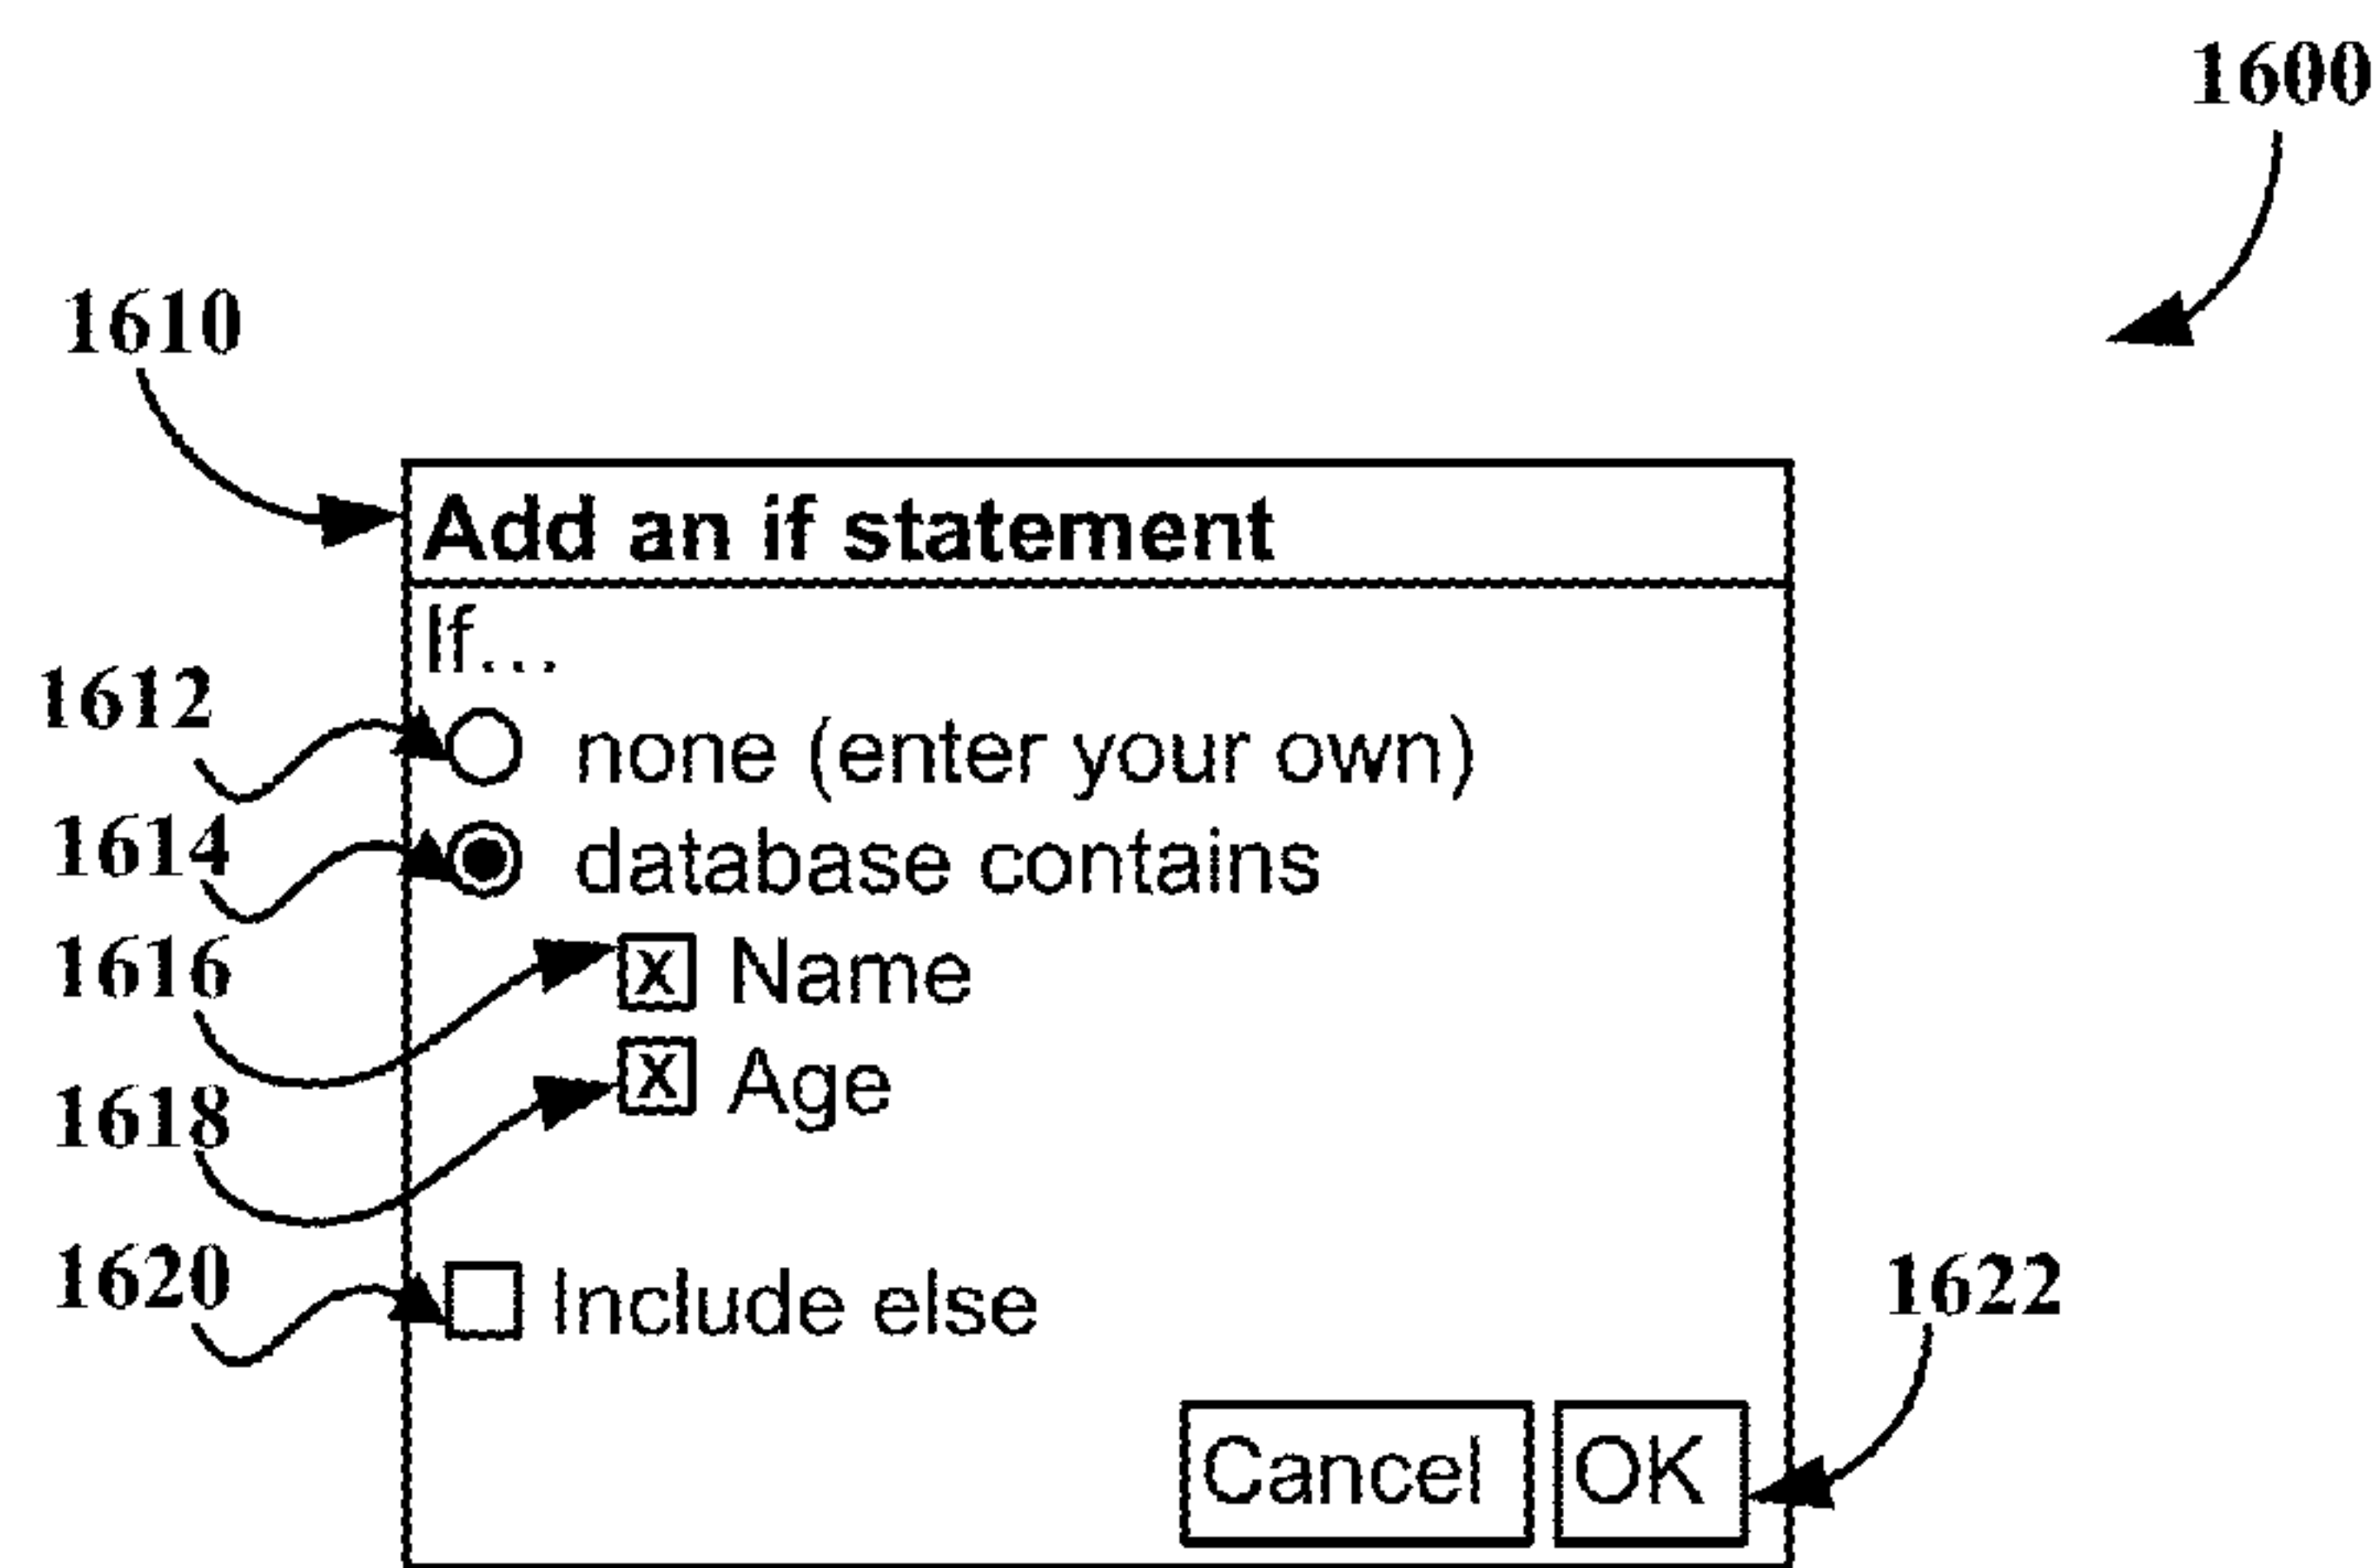 1600
1610
Add an if statement
If...
1612
none (enter your own)
1614
database contains
1616
X Name
1618
X Age
1620
Include else
1622
Cancel OK